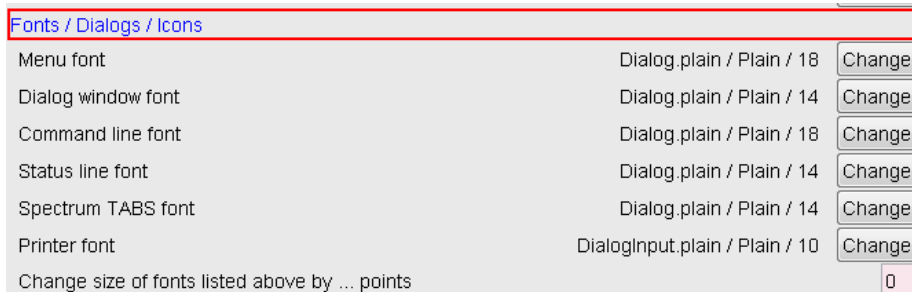 Fonts / Dialogs / Icons
Menu font Dialog.plain / Plain / 18 Change
Dialog window font Dialog.plain / Plain / 14 Change
Command line font Dialog.plain / Plain / 18 Change
Status line font Dialog.plain / Plain / 14 Change
Spectrum TABS font Dialog.plain / Plain / 14 Change
Printer font DialogInput.plain / Plain / 10 Change
Change size of fonts listed above by ... points 0